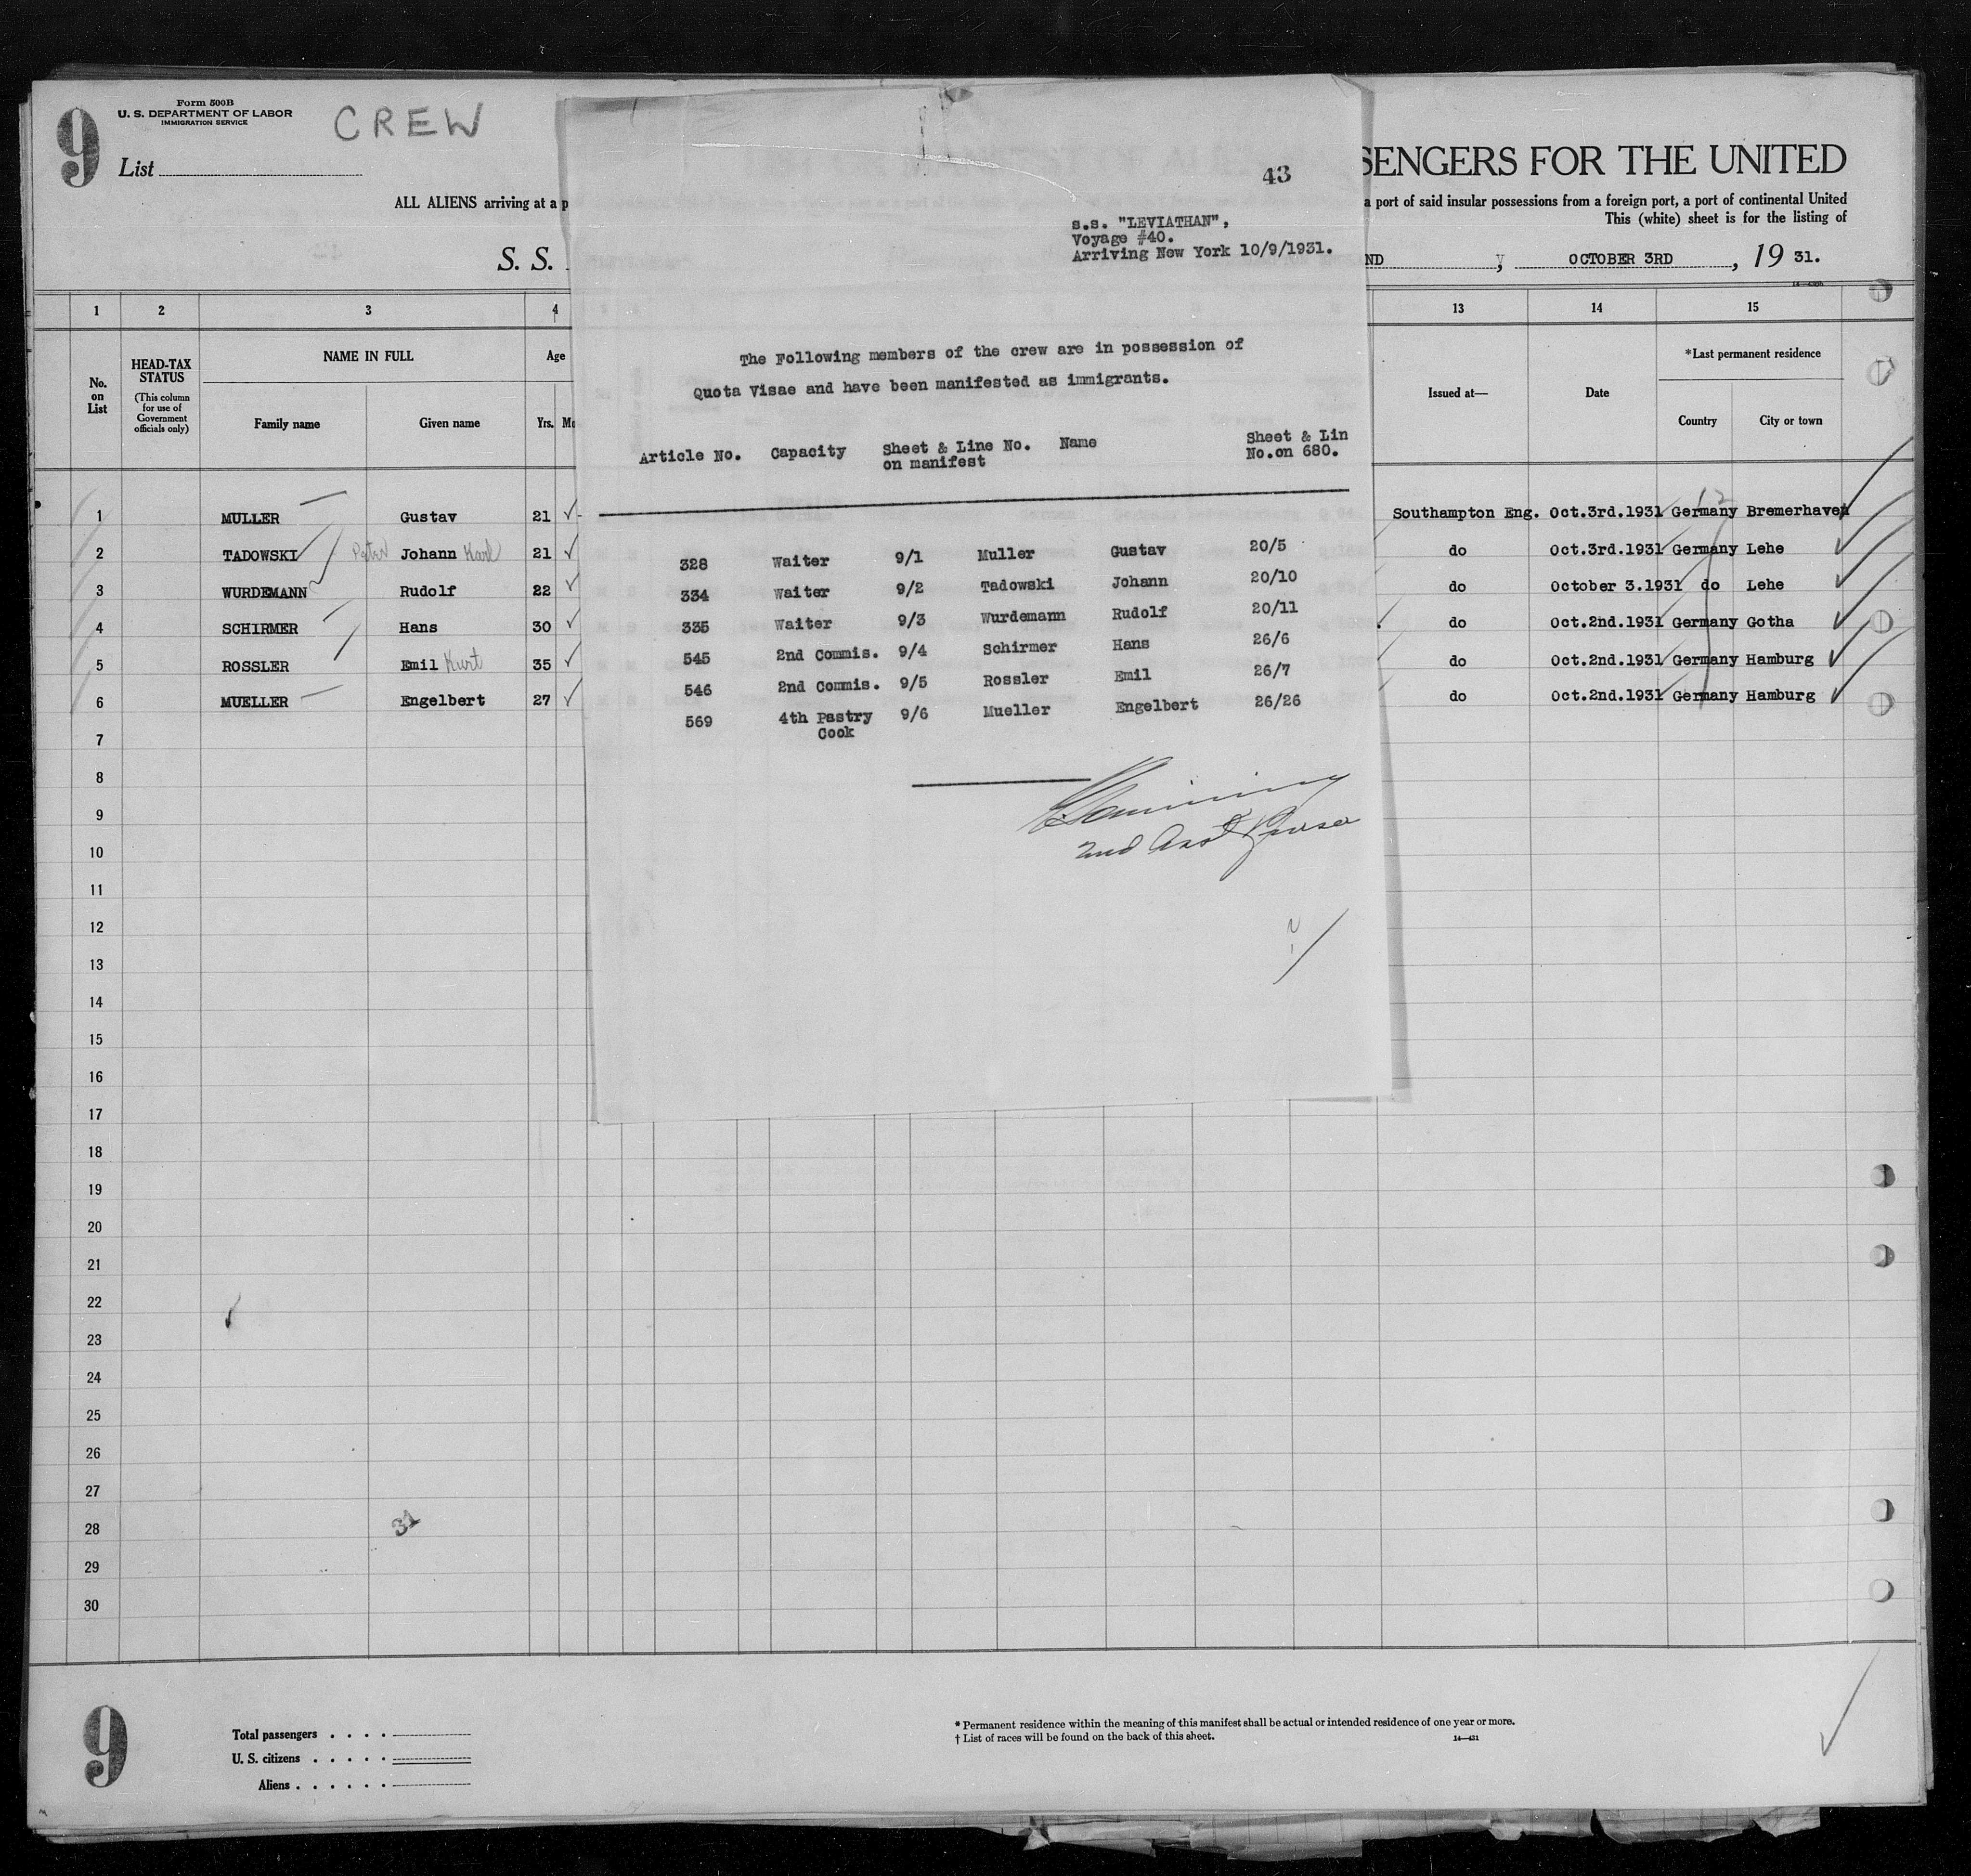 9
Form 500B
U. S. DEPARTMENT OF LABOR
IMMIGRATION SERVICE
CREW
List
ALL ALIENS arriving at a p
S. S.
SENGERS FOR THE UNITED
a port of said insular possessions from a foreign port, a port of continental United
This (white) sheet is for the listing of
ND , OCTOBER 3RD , 19 31.
43
s.s. "LEVIATHAN",
Voyage #40.
Arriving New York 10/9/1931.
The Following members of the crew are in possession of
Quota Visae and have been manifested as immigrants.
Article No. Capacity Sheet & Line No. on manifest Name Sheet & Lin No.on 680.
328 Waiter 9/1 Muller Gustav 20/5
334 Waiter 9/2 Tadowski Johann 20/10
335 Waiter 9/3 Wurdemann Rudolf 20/11
545 2nd Commis. 9/4 Schirmer Hans 26/6
546 2nd Commis. 9/5 Rossler Emil 26/7
569 4th Pastry Cook 9/6 Mueller Engelbert 26/26
2nd Asst Purser
1 2 3 4 13 14 15
No. on List
HEAD-TAX STATUS
(This column for use of Government officials only)
NAME IN FULL
Family name Given name
Age
Yrs.
Issued at—
Date
*Last permanent residence
Country City or town
1 MULLER Gustav 21 Southampton Eng. Oct.3rd.1931 Germany Bremerhaven
2 TADOWSKI Peter Johann Karl 21 do Oct.3rd.1931 Germany Lehe
3 WURDEMANN Rudolf 22 do October 3.1931 do Lehe
4 SCHIRMER Hans 30 do Oct.2nd.1931 Germany Gotha
5 ROSSLER Emil Kurt 35 do Oct.2nd.1931 Germany Hamburg
6 MUELLER Engelbert 27 do Oct.2nd.1931 Germany Hamburg
7
8
9
10
11
12
13
14
15
16
17
18
19
20
21
22
23
24
25
26
27
28
29
30
31
9
Total passengers
U. S. citizens
Aliens
* Permanent residence within the meaning of this manifest shall be actual or intended residence of one year or more.
† List of races will be found on the back of this sheet.
14—431